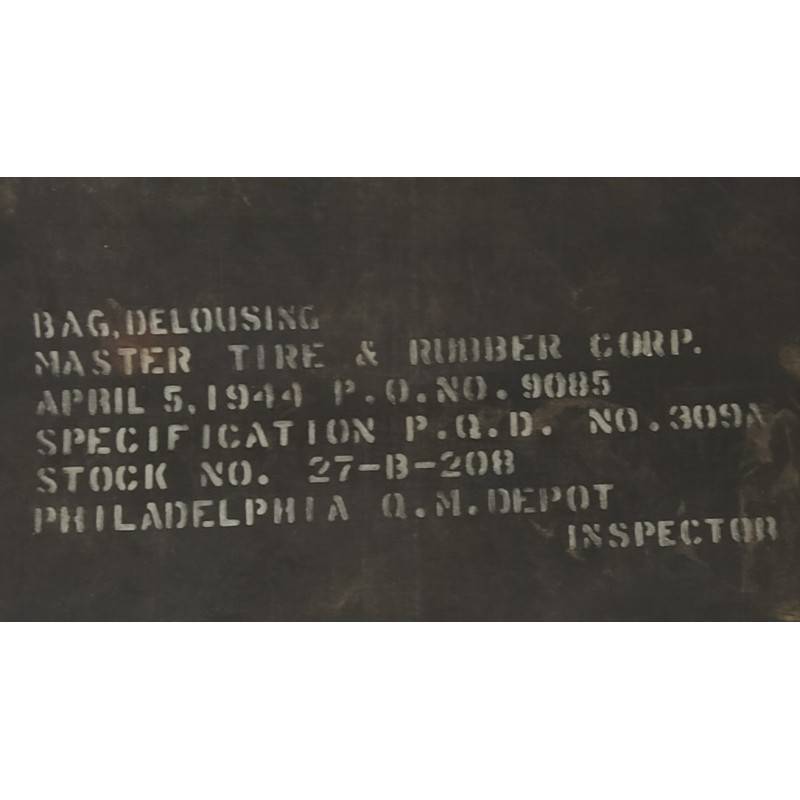 BAG, DELOUSING
MASTER TIRE & RUBBER CORP.
APRIL 5, 1944 P.O.NO. 9085
SPECIFICATION P.Q.D. NO.309A
STOCK NO. 27-B-208
PHILADELPHIA Q.M.DEPOT
INSPECTOR